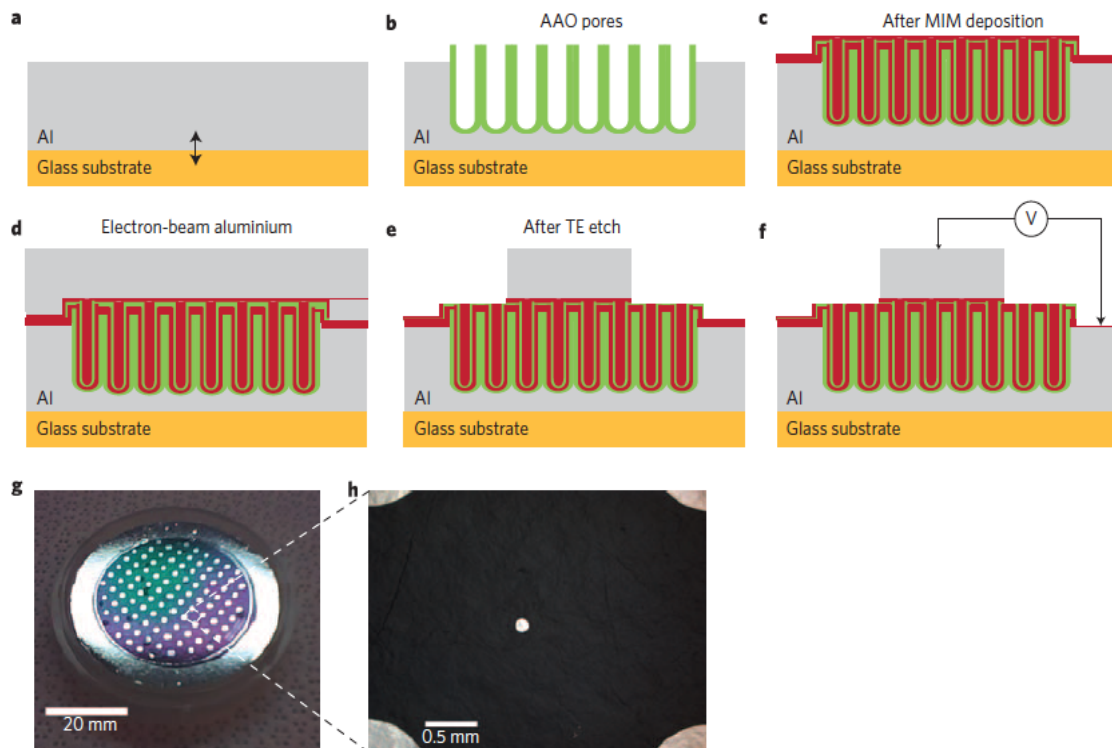 a
b AAO pores
c After MIM deposition
Al
Glass substrate
Al
Glass substrate
Al
Glass substrate
d Electron-beam aluminium
e After TE etch
f
V
Al
Glass substrate
Al
Glass substrate
Al
Glass substrate
g
h
20 mm
0.5 mm